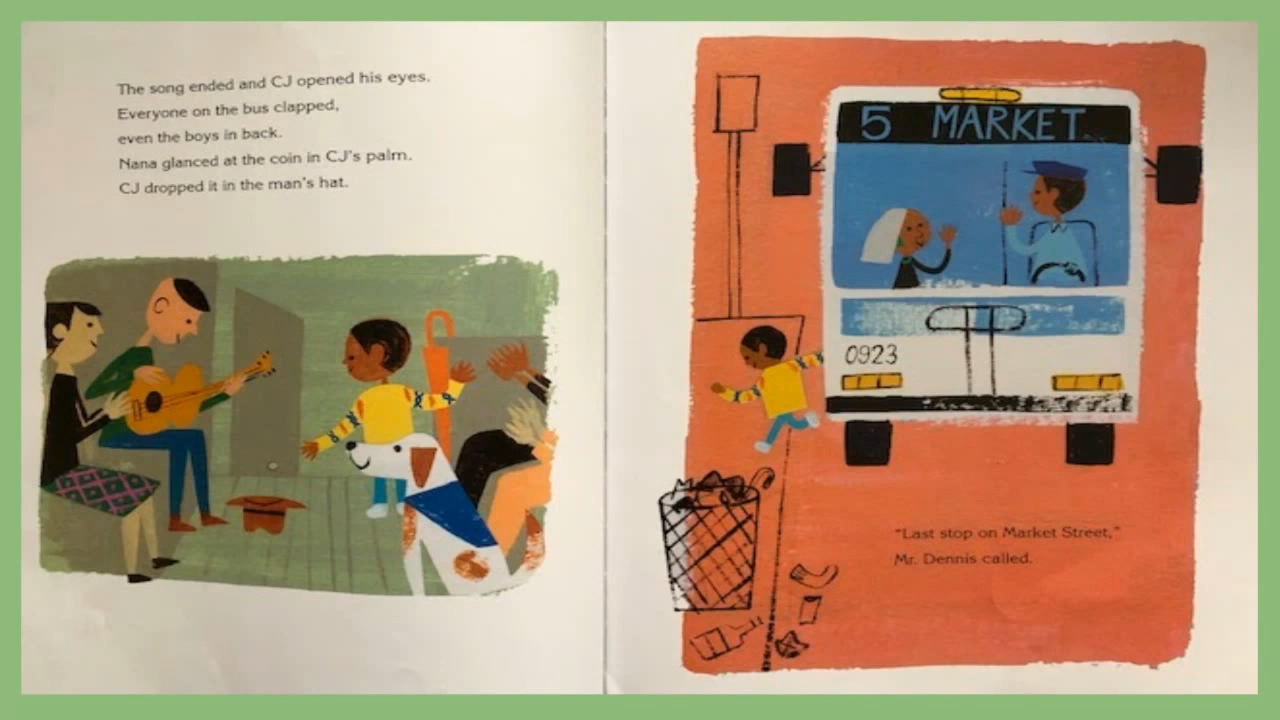 The song ended and CJ opened his eyes.
Everyone on the bus clapped,
even the boys in back.
Nana glanced at the coin in CJ's palm.
CJ dropped it in the man's hat.
5 MARKET
0923
"Last stop on Market Street,"
Mr. Dennis called.